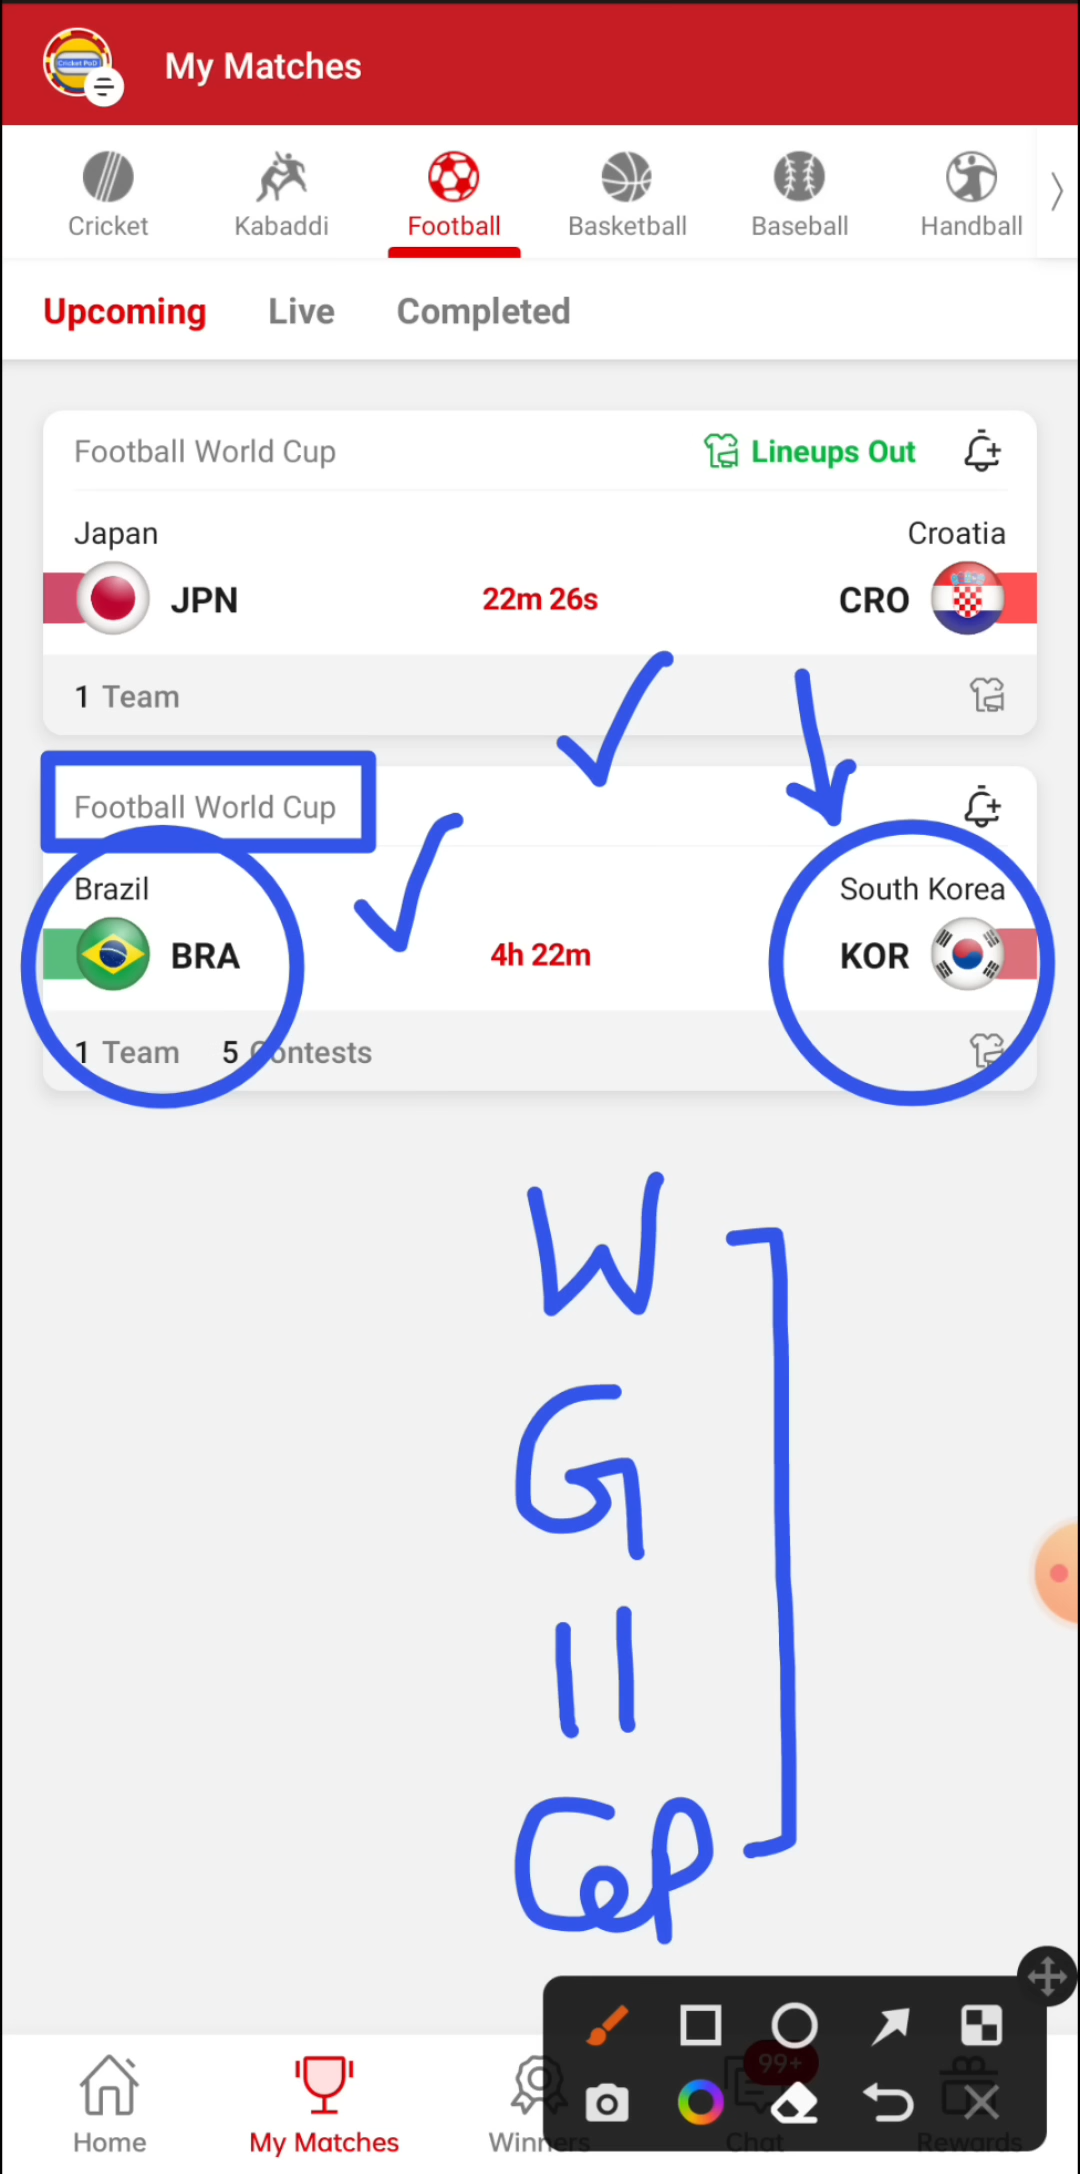 Cricket PoD
My Matches
Cricket Kabaddi Football Basketball Baseball Handball
Upcoming Live Completed
Football World Cup Lineups Out
Japan Croatia
JPN 22m 26s CRO
1 Team
Football World Cup
Brazil South Korea
BRA 4h 22m KOR
1 Team 5 Contests
W
G
11
99+
Home My Matches Winners Chat Rewards